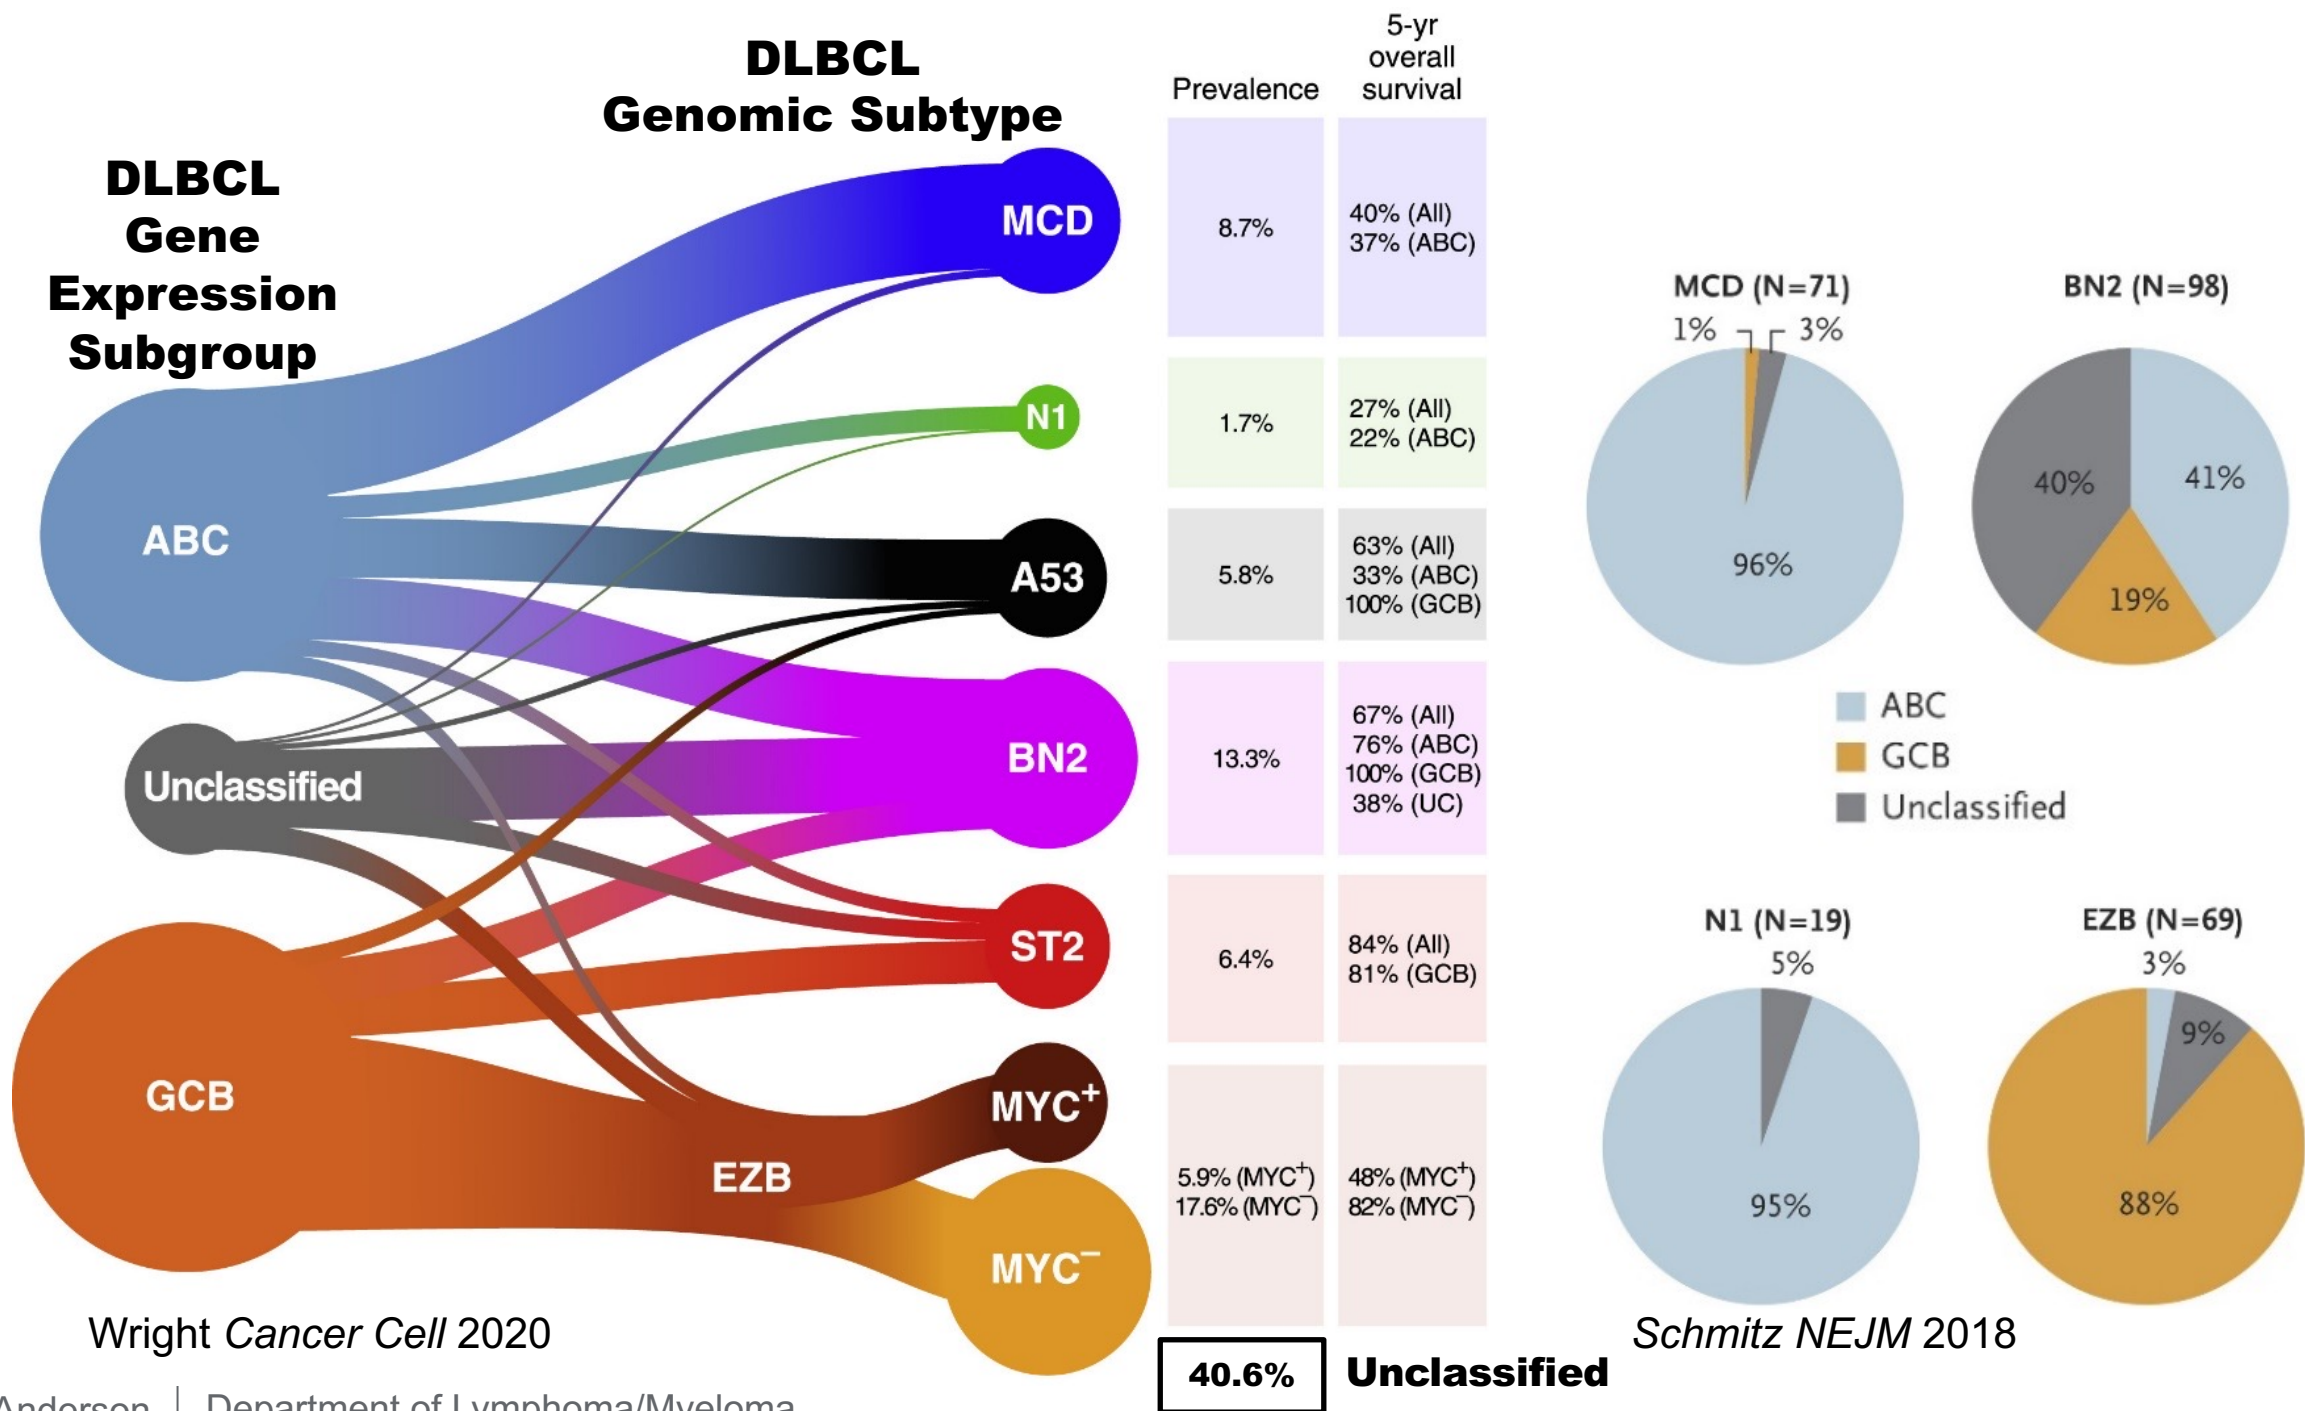 DLBCL
Gene
Expression
Subgroup
DLBCL
Genomic Subtype
ABC
Unclassified
GCB
MCD
N1
A53
BN2
ST2
EZB
MYC+
MYC−
Prevalence
5-yr
overall
survival
8.7%
40% (All)
37% (ABC)
1.7%
27% (All)
22% (ABC)
5.8%
63% (All)
33% (ABC)
100% (GCB)
13.3%
67% (All)
76% (ABC)
100% (GCB)
38% (UC)
6.4%
84% (All)
81% (GCB)
5.9% (MYC+)
17.6% (MYC−)
48% (MYC+)
82% (MYC−)
40.6%
Unclassified
MCD (N=71)
1%
3%
96%
BN2 (N=98)
40%
41%
19%
ABC
GCB
Unclassified
N1 (N=19)
5%
95%
EZB (N=69)
3%
9%
88%
Wright Cancer Cell 2020
Schmitz NEJM 2018
Anderson | Department of Lymphoma/Myeloma